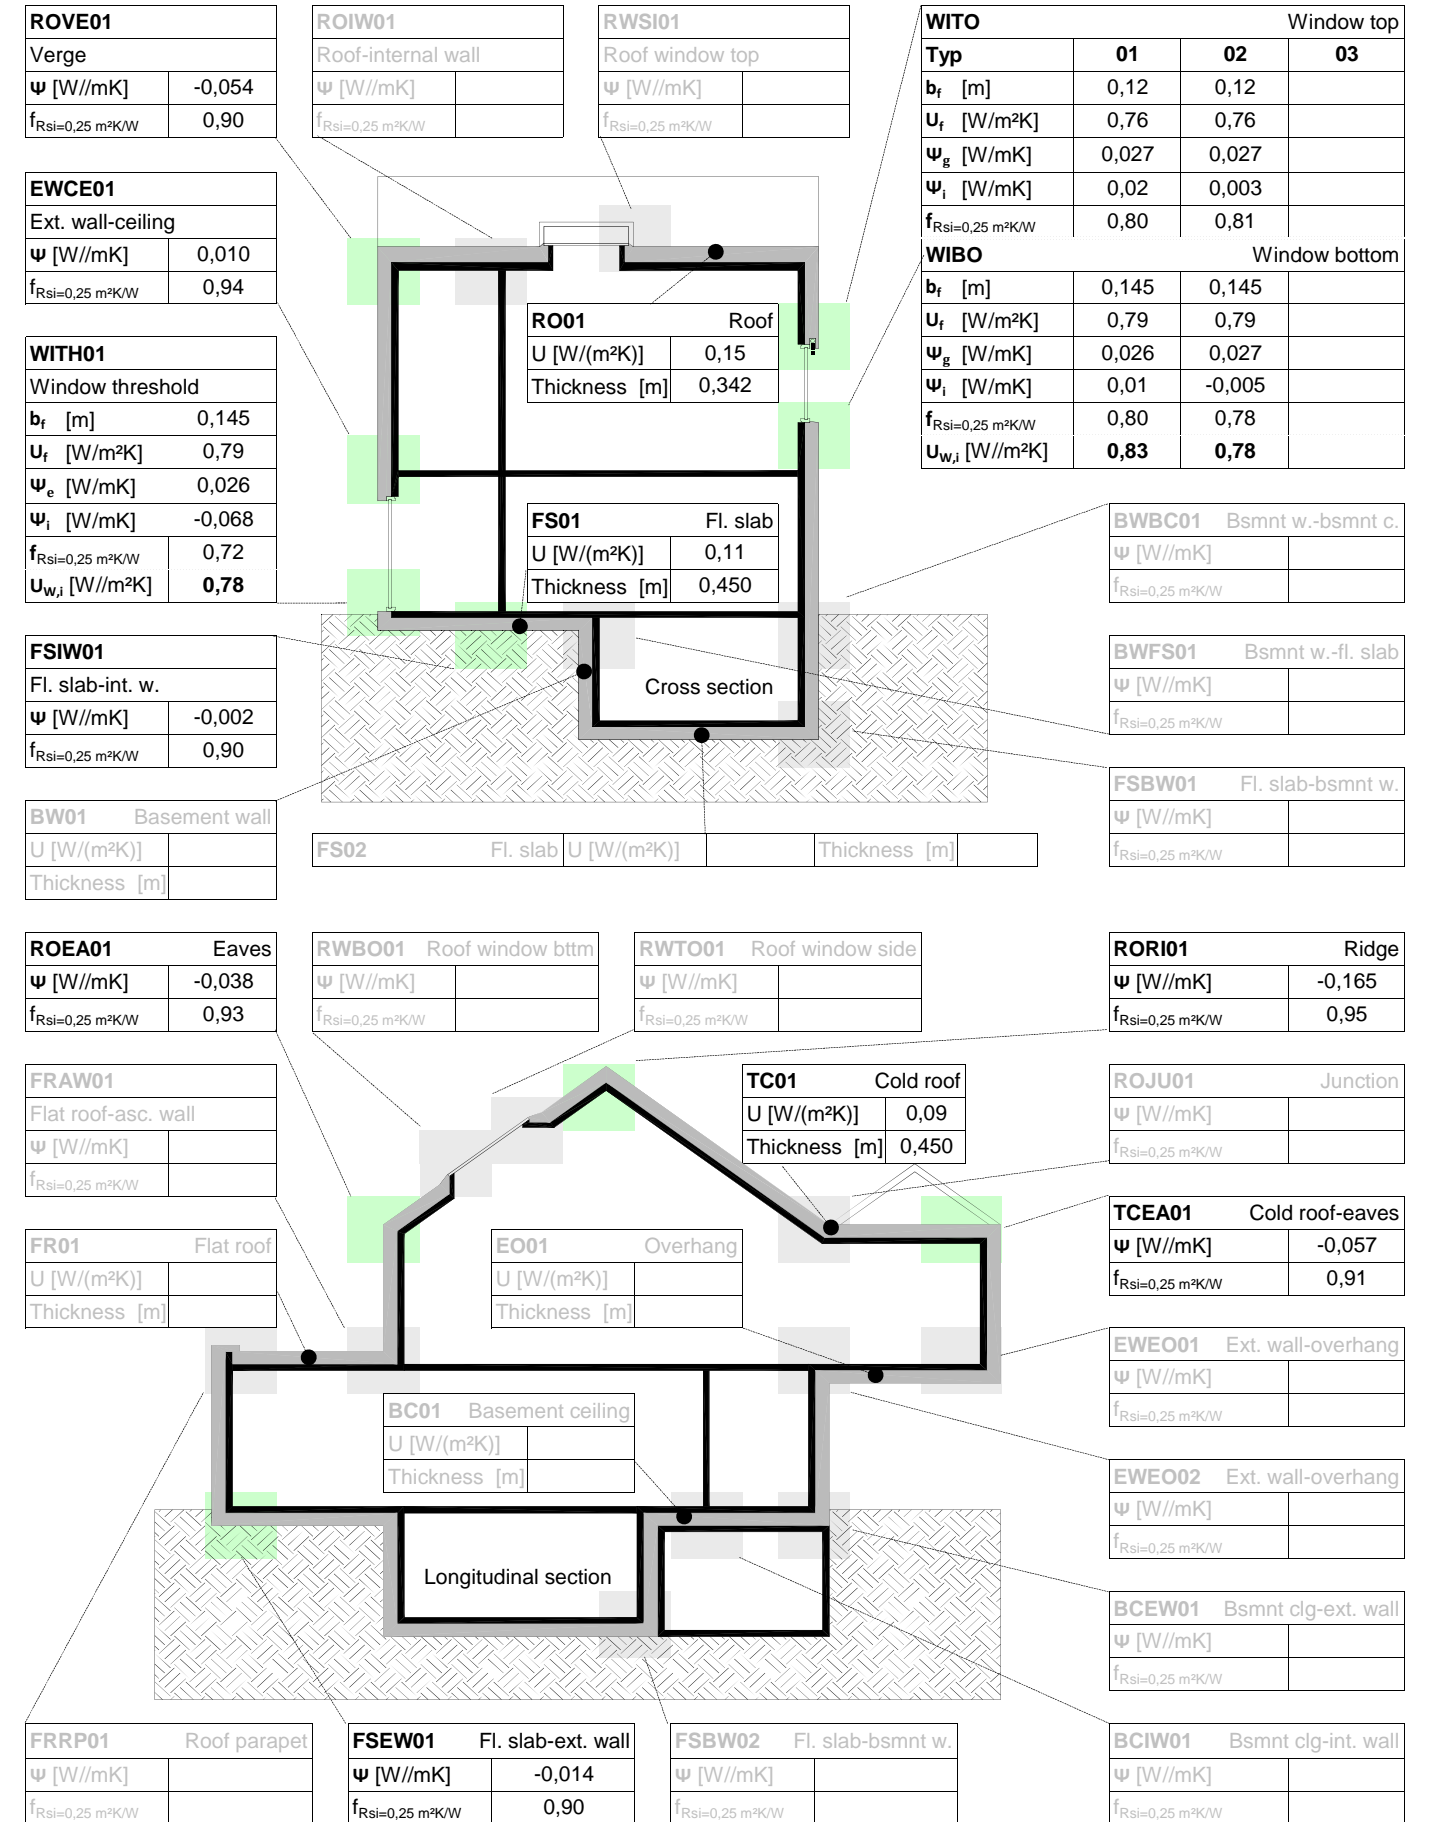 ROVE01
Verge
Ψ [W//mK] -0,054
fRsi=0,25 m²K/W 0,90
ROIW01
Roof-internal wall
Ψ [W//mK]
fRsi=0,25 m²K/W
RWSI01
Roof window top
Ψ [W//mK]
fRsi=0,25 m²K/W
WITO Window top
Typ 01 02 03
bf [m] 0,12 0,12
Uf [W/m²K] 0,76 0,76
Ψg [W/mK] 0,027 0,027
Ψi [W/mK] 0,02 0,003
fRsi=0,25 m²K/W 0,80 0,81
WIBO Window bottom
bf [m] 0,145 0,145
Uf [W/m²K] 0,79 0,79
Ψg [W/mK] 0,026 0,027
Ψi [W/mK] 0,01 -0,005
fRsi=0,25 m²K/W 0,80 0,78
UW,i [W//m²K] 0,83 0,78
EWCE01
Ext. wall-ceiling
Ψ [W//mK] 0,010
fRsi=0,25 m²K/W 0,94
RO01 Roof
U [W/(m²K)] 0,15
Thickness [m] 0,342
WITH01
Window threshold
bf [m] 0,145
Uf [W/m²K] 0,79
Ψe [W/mK] 0,026
Ψi [W/mK] -0,068
fRsi=0,25 m²K/W 0,72
UW,i [W//m²K] 0,78
FS01 Fl. slab
U [W/(m²K)] 0,11
Thickness [m] 0,450
BWBC01 Bsmnt w.-bsmnt c.
Ψ [W//mK]
fRsi=0,25 m²K/W
FSIW01
Fl. slab-int. w.
Ψ [W//mK] -0,002
fRsi=0,25 m²K/W 0,90
Cross section
BWFS01 Bsmnt w.-fl. slab
Ψ [W//mK]
fRsi=0,25 m²K/W
FSBW01 Fl. slab-bsmnt w.
Ψ [W//mK]
fRsi=0,25 m²K/W
BW01 Basement wall
U [W/(m²K)]
Thickness [m]
FS02 Fl. slab U [W/(m²K)] Thickness [m]
ROEA01 Eaves
Ψ [W//mK] -0,038
fRsi=0,25 m²K/W 0,93
RWBO01 Roof window bttm
Ψ [W//mK]
fRsi=0,25 m²K/W
RWTO01 Roof window side
Ψ [W//mK]
fRsi=0,25 m²K/W
RORI01 Ridge
Ψ [W//mK] -0,165
fRsi=0,25 m²K/W 0,95
FRAW01
Flat roof-asc. wall
Ψ [W//mK]
fRsi=0,25 m²K/W
TC01 Cold roof
U [W/(m²K)] 0,09
Thickness [m] 0,450
ROJU01 Junction
Ψ [W//mK]
fRsi=0,25 m²K/W
TCEA01 Cold roof-eaves
Ψ [W//mK] -0,057
fRsi=0,25 m²K/W 0,91
FR01 Flat roof
U [W/(m²K)]
Thickness [m]
EO01 Overhang
U [W/(m²K)]
Thickness [m]
EWEO01 Ext. wall-overhang
Ψ [W//mK]
fRsi=0,25 m²K/W
BC01 Basement ceiling
U [W/(m²K)]
Thickness [m]
EWEO02 Ext. wall-overhang
Ψ [W//mK]
fRsi=0,25 m²K/W
Longitudinal section
BCEW01 Bsmnt clg-ext. wall
Ψ [W//mK]
fRsi=0,25 m²K/W
FRRP01 Roof parapet
Ψ [W//mK]
fRsi=0,25 m²K/W
FSEW01 Fl. slab-ext. wall
Ψ [W//mK] -0,014
fRsi=0,25 m²K/W 0,90
FSBW02 Fl. slab-bsmnt w.
Ψ [W//mK]
fRsi=0,25 m²K/W
BCIW01 Bsmnt clg-int. wall
Ψ [W//mK]
fRsi=0,25 m²K/W